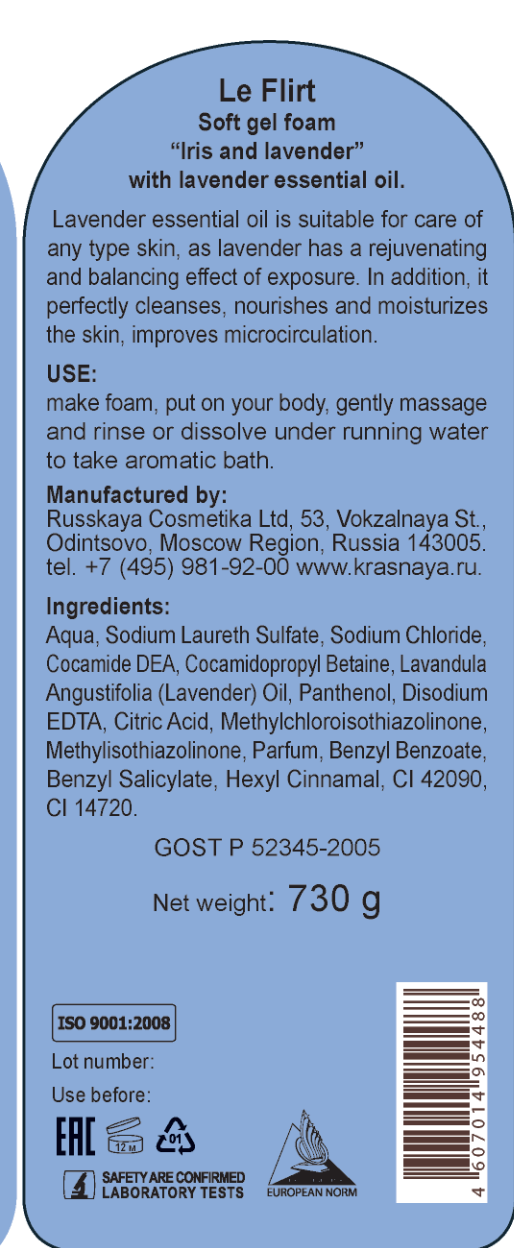 Le Flirt
Soft gel foam
“Iris and lavender”
with lavender essential oil.
Lavender essential oil is suitable for care of
any type skin, as lavender has a rejuvenating
and balancing effect of exposure. In addition, it
perfectly cleanses, nourishes and moisturizes
the skin, improves microcirculation.
USE:
make foam, put on your body, gently massage
and rinse or dissolve under running water
to take aromatic bath.
Manufactured by:
Russkaya Cosmetika Ltd, 53, Vokzalnaya St.,
Odintsovo, Moscow Region, Russia 143005.
tel. +7 (495) 981-92-00 www.krasnaya.ru.
Ingredients:
Aqua, Sodium Laureth Sulfate, Sodium Chloride,
Cocamide DEA, Cocamidopropyl Betaine, Lavandula
Angustifolia (Lavender) Oil, Panthenol, Disodium
EDTA, Citric Acid, Methylchloroisothiazolinone,
Methylisothiazolinone, Parfum, Benzyl Benzoate,
Benzyl Salicylate, Hexyl Cinnamal, CI 42090,
CI 14720.
GOST P 52345-2005
Net weight: 730 g
ISO 9001:2008
Lot number:
Use before:
EAC
12 м
01
SAFETY ARE CONFIRMED
LABORATORY TESTS
EUROPEAN NORM
4 607014 954488